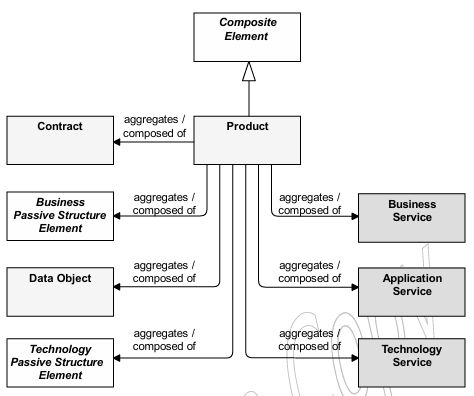 Composite
Element
Contract
aggregates /
composed of
Product
Business
Passive Structure
Element
aggregates /
composed of
aggregates /
composed of
Business
Service
Data Object
aggregates /
composed of
aggregates /
composed of
Application
Service
Technology
Passive Structure
Element
aggregates /
composed of
aggregates /
composed of
Technology
Service